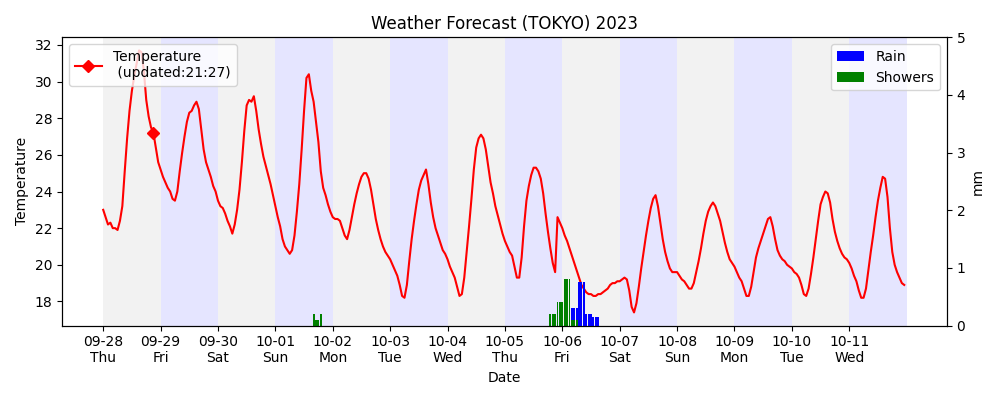 Weather Forecast (TOKYO) 2023
Temperature
(updated:21:27)
Rain
Showers
32
30
28
26
24
22
20
18
Temperature
5
4
3
2
1
0
mm
09-28 09-29 09-30 10-01 10-02 10-03 10-04 10-05 10-06 10-07 10-08 10-09 10-10 10-11
Thu Fri Sat Sun Mon Tue Wed Thu Fri Sat Sun Mon Tue Wed
Date